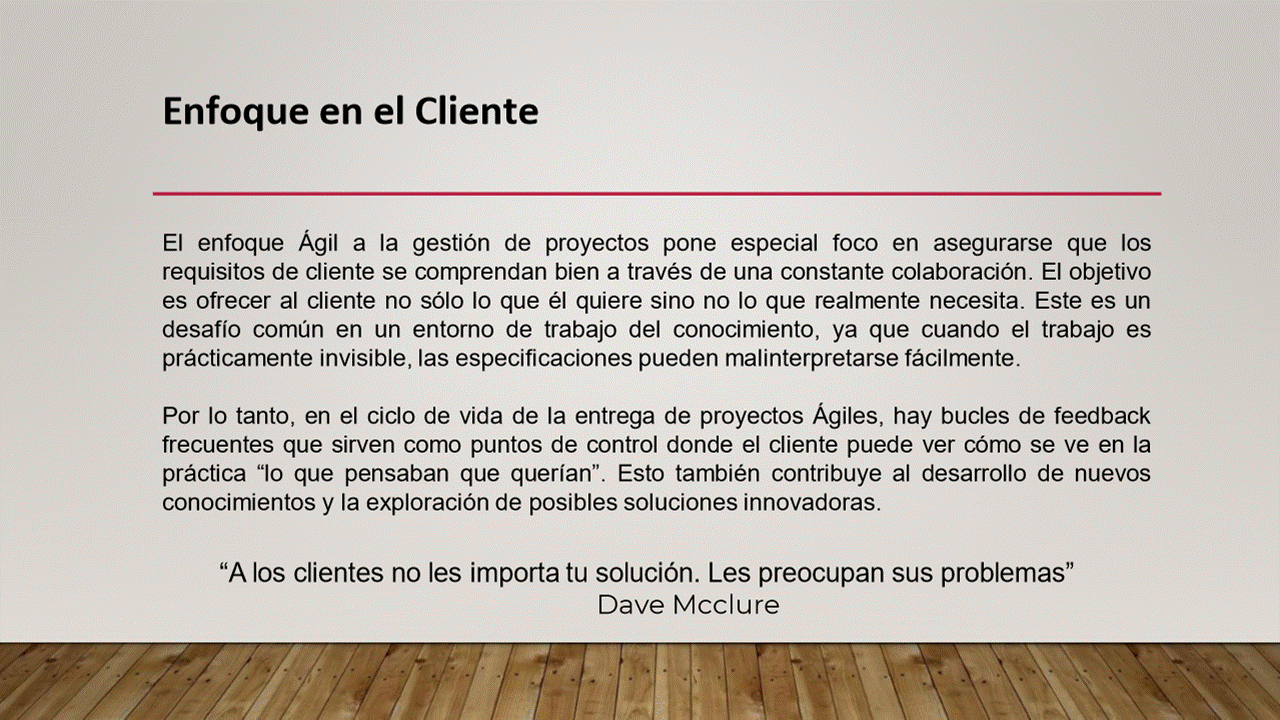 Enfoque en el Cliente
El enfoque Ágil a la gestión de proyectos pone especial foco en asegurarse que los
requisitos de cliente se comprendan bien a través de una constante colaboración. El objetivo
es ofrecer al cliente no sólo lo que él quiere sino no lo que realmente necesita. Este es un
desafío común en un entorno de trabajo del conocimiento, ya que cuando el trabajo es
prácticamente invisible, las especificaciones pueden malinterpretarse fácilmente.
Por lo tanto, en el ciclo de vida de la entrega de proyectos Ágiles, hay bucles de feedback
frecuentes que sirven como puntos de control donde el cliente puede ver cómo se ve en la
práctica “lo que pensaban que querían”. Esto también contribuye al desarrollo de nuevos
conocimientos y la exploración de posibles soluciones innovadoras.
“A los clientes no les importa tu solución. Les preocupan sus problemas”
Dave Mcclure